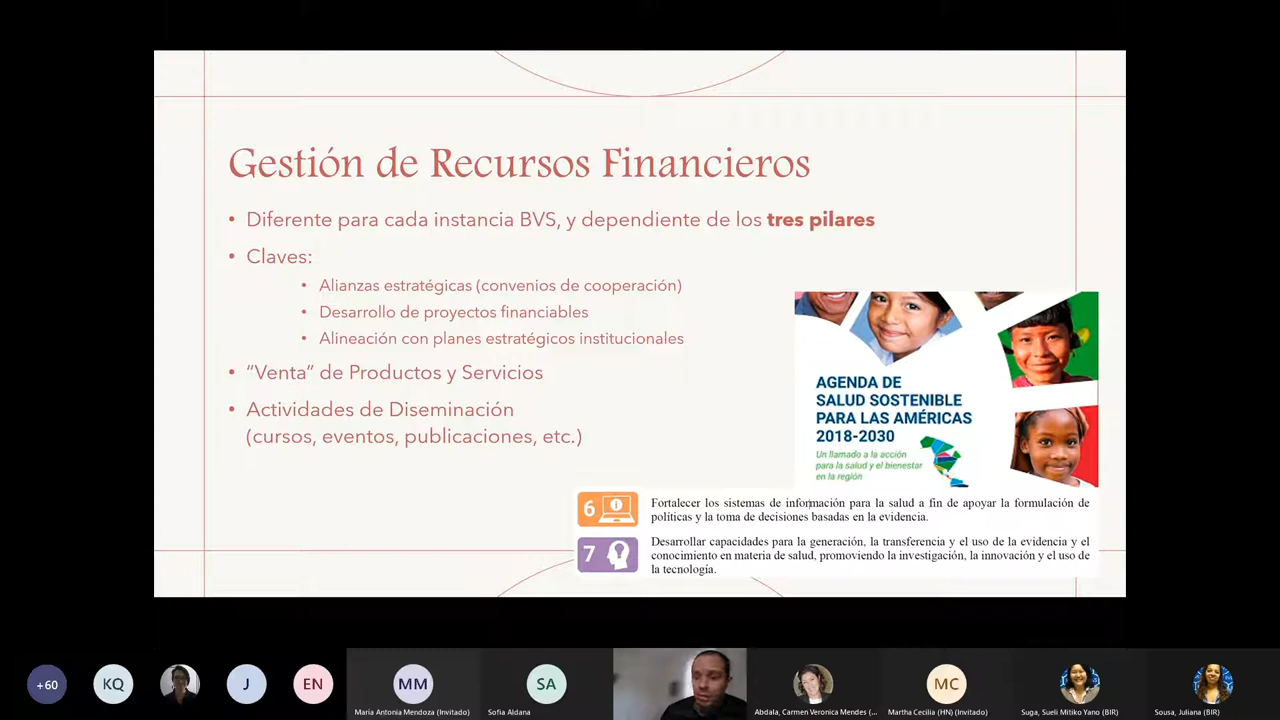 Gestión de Recursos Financieros
• Diferente para cada instancia BVS, y dependiente de los tres pilares
• Claves:
• Alianzas estratégicas (convenios de cooperación)
• Desarrollo de proyectos financiables
• Alineación con planes estratégicos institucionales
• “Venta” de Productos y Servicios
• Actividades de Diseminación
(cursos, eventos, publicaciones, etc.)
AGENDA DE
SALUD SOSTENIBLE
PARA LAS AMÉRICAS
2018-2030
Un llamado a la acción
para la salud y el bienestar
en la región
6
Fortalecer los sistemas de información para la salud a fin de apoyar la formulación de
políticas y la toma de decisiones basadas en la evidencia.
7
Desarrollar capacidades para la generación, la transferencia y el uso de la evidencia y el
conocimiento en materia de salud, promoviendo la investigación, la innovación y el uso de
la tecnología.
+60
KQ
J
EN
MM
SA
MC
María Antonia Mendoza (Invitado)
Sofia Aldana
Abdala, Carmen Veronica Mendes (...
Martha Cecilia (HN) (Invitado)
Suga, Sueli Mitiko Yano (BIR)
Sousa, Juliana (BIR)